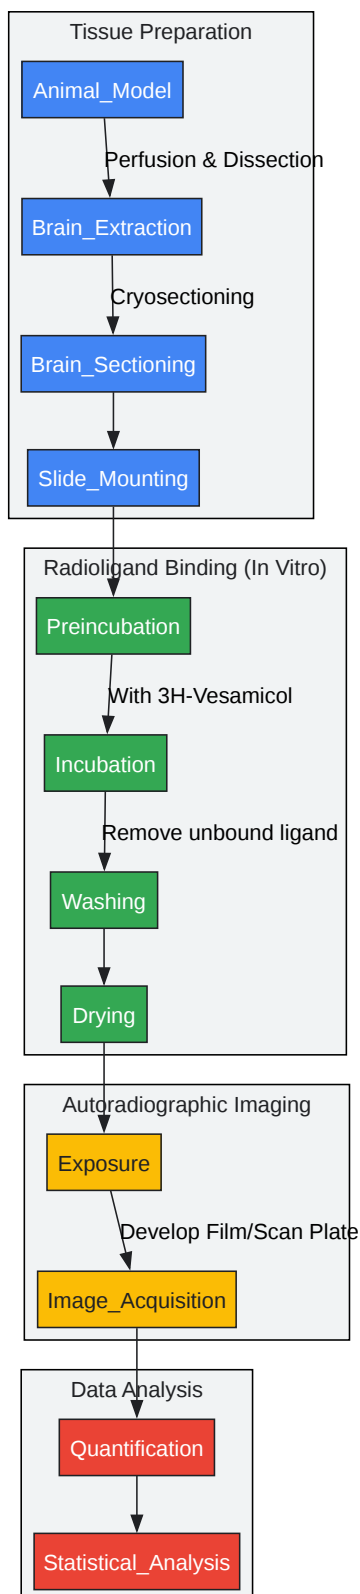 Tissue Preparation
Animal_Model
Perfusion & Dissection
Brain_Extraction
Cryosectioning
Brain_Sectioning
Slide_Mounting
Radioligand Binding (In Vitro)
Preincubation
With 3H-Vesamicol
Incubation
Remove unbound ligand
Washing
Drying
Autoradiographic Imaging
Exposure
Develop Film/Scan Plate
Image_Acquisition
Data Analysis
Quantification
Statistical_Analysis